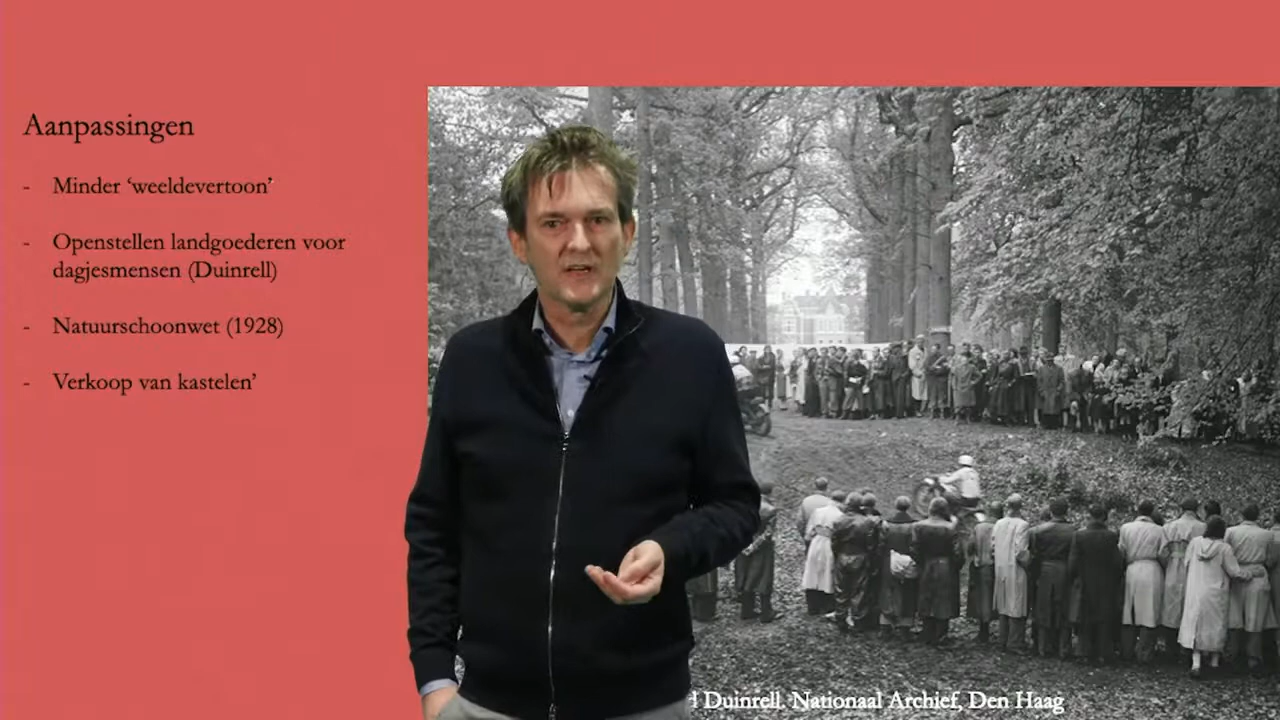 Aanpassingen
- Minder ‘weeldevertoon’
- Openstellen landgoederen voor
dagjesmensen (Duinrell)
- Natuurschoonwet (1928)
- Verkoop van kastelen’
Duinrell. Nationaal Archief, Den Haag